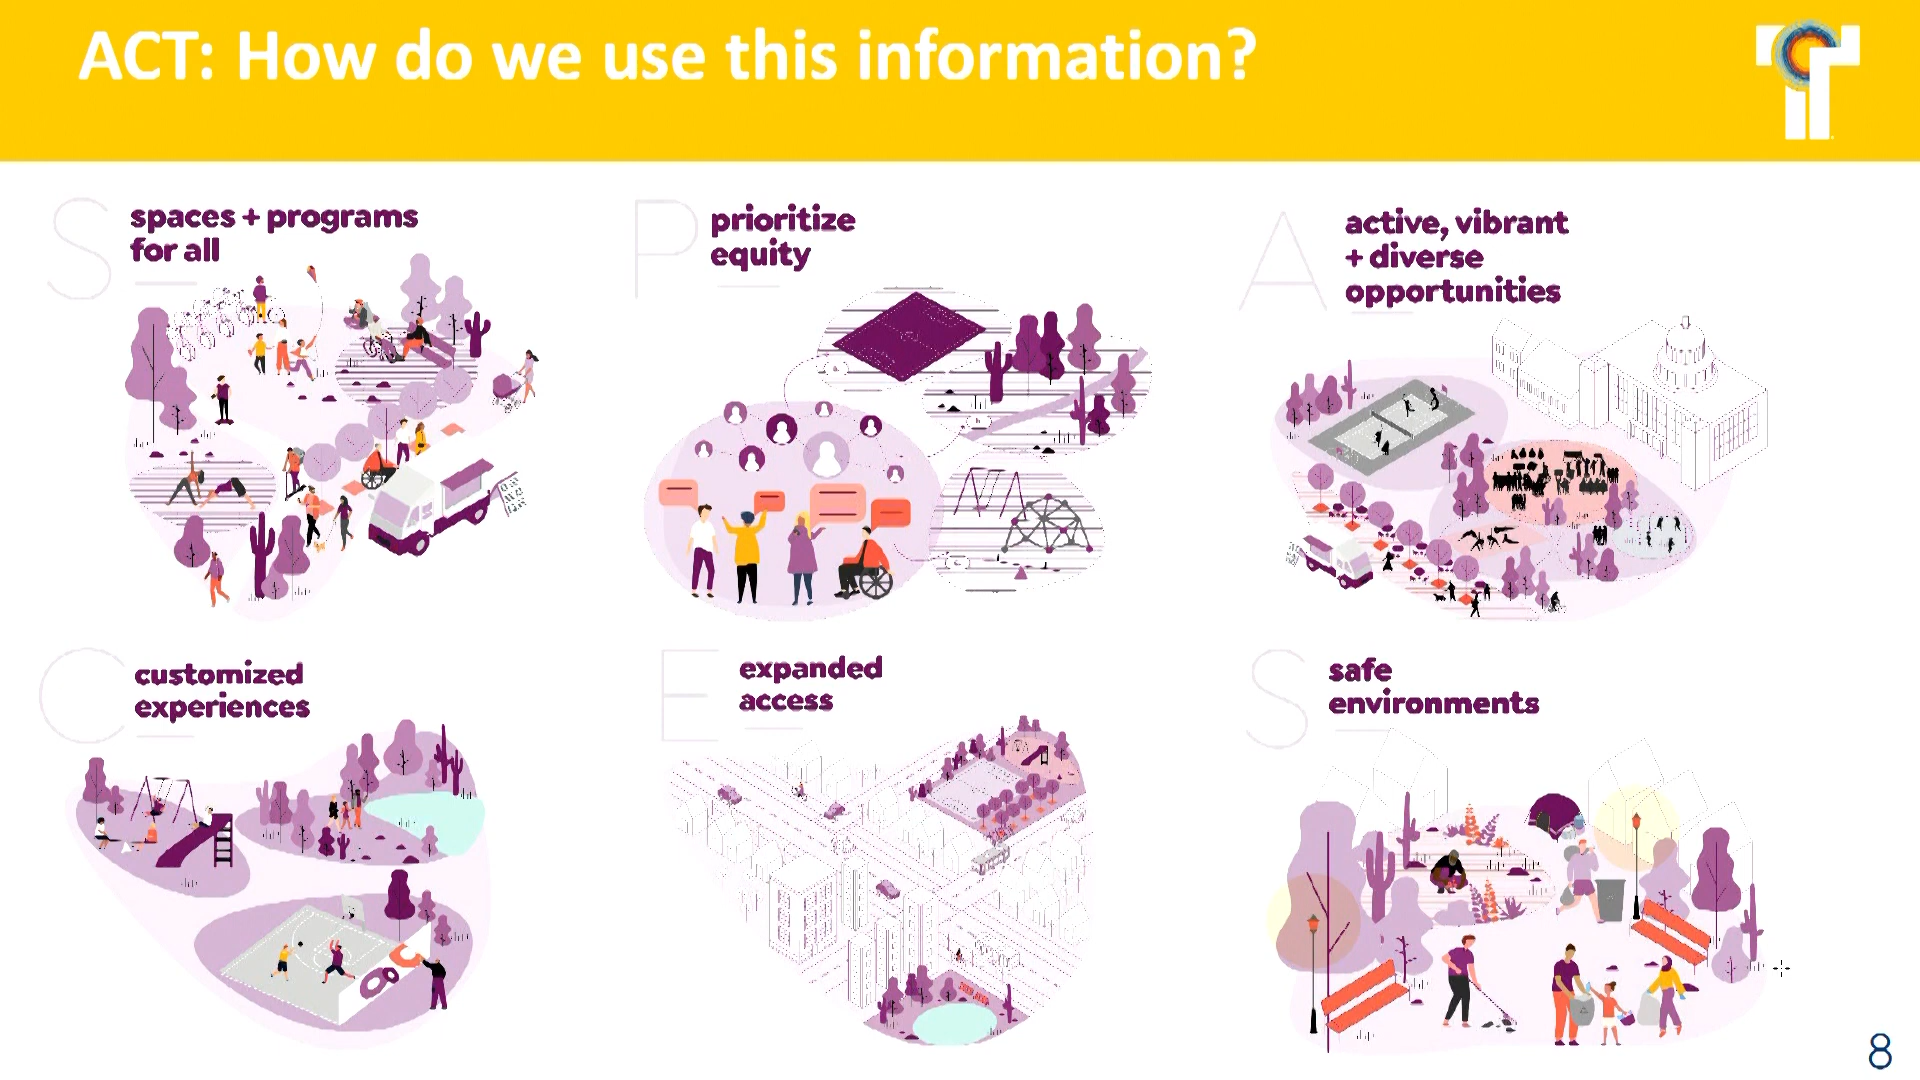 ACT: How do we use this information?
S
spaces + programs
for all
P
prioritize
equity
A
active, vibrant
+ diverse
opportunities
C
customized
experiences
E
expanded
access
S
safe
environments
8